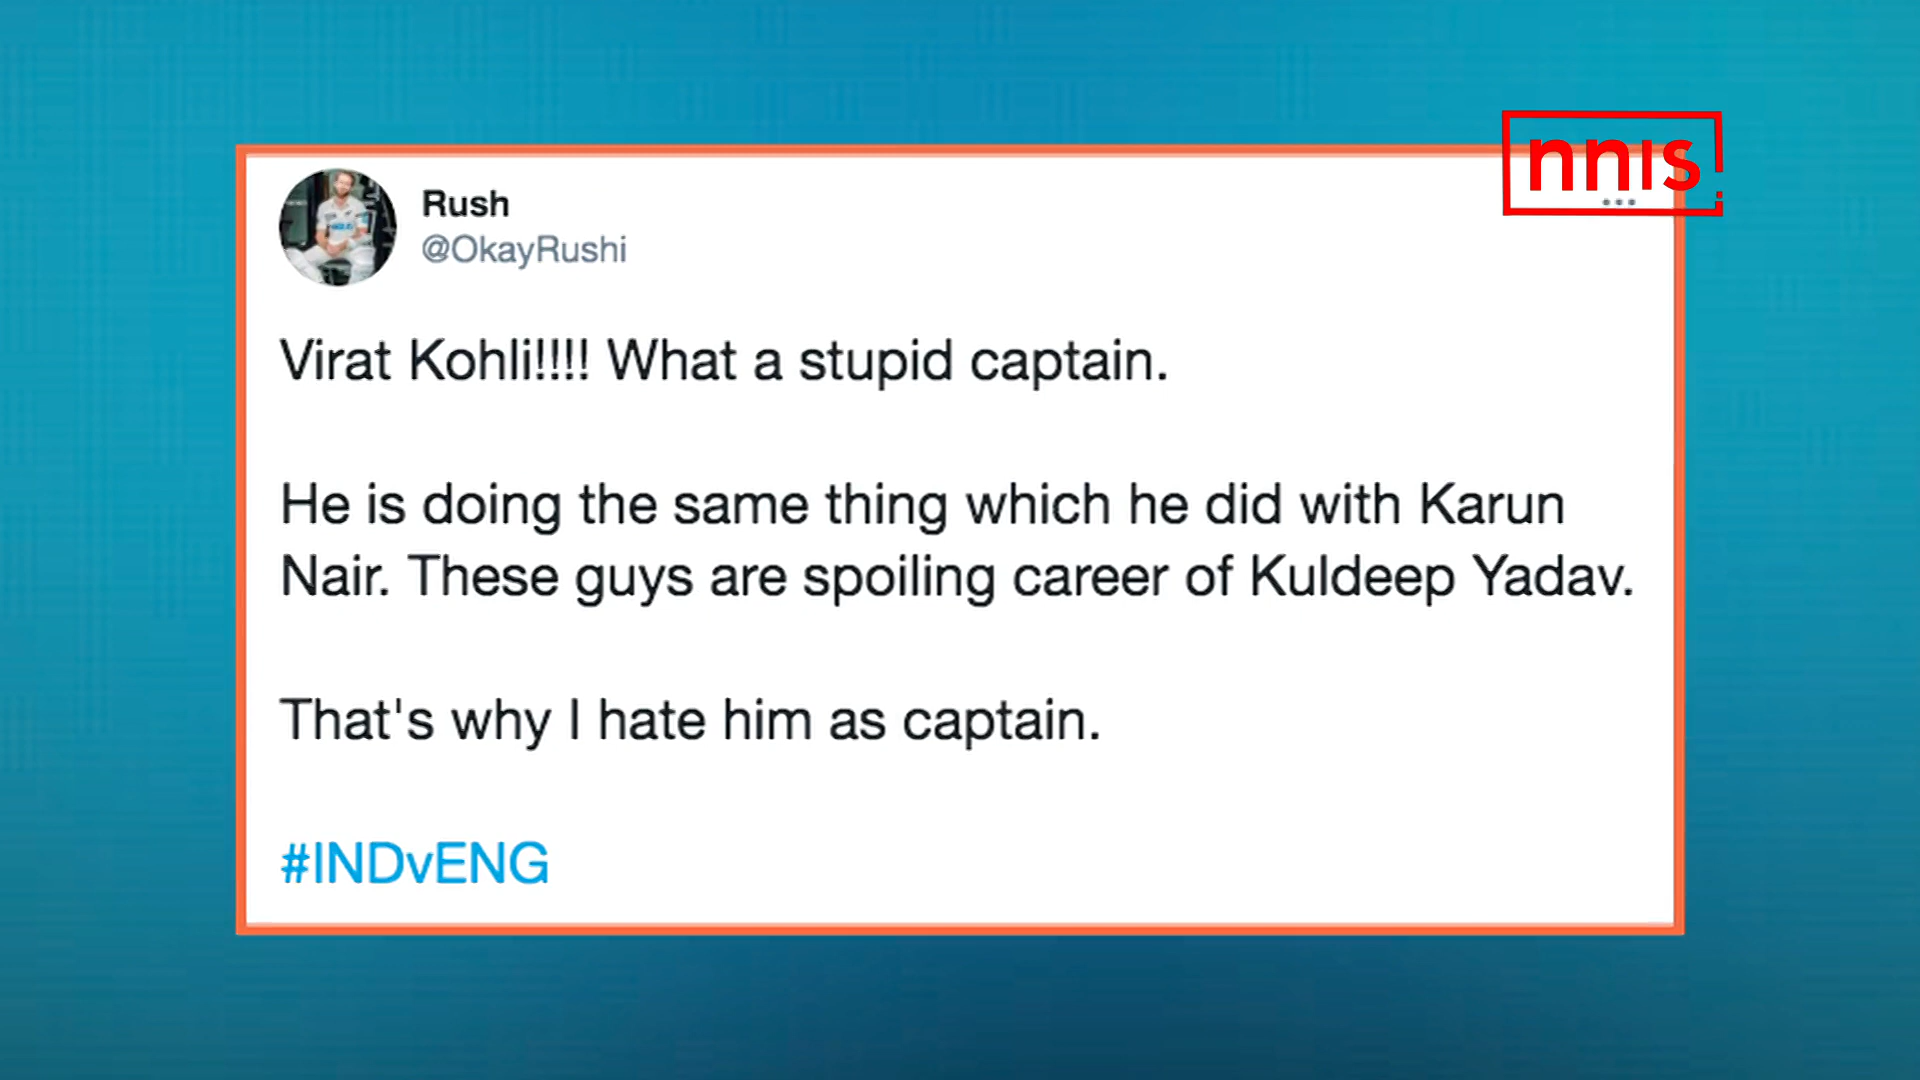 nnis
Rush
@OkayRushi
Virat Kohli!!!! What a stupid captain.
He is doing the same thing which he did with Karun
Nair. These guys are spoiling career of Kuldeep Yadav.
That's why I hate him as captain.
#INDvENG